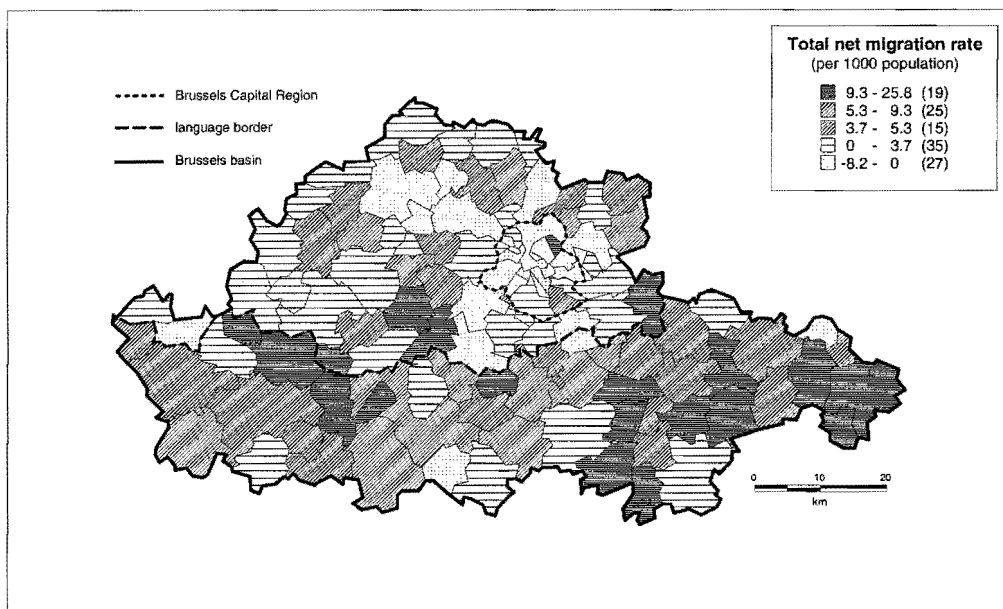 Total net migration rate
(per 1000 population)
9.3 - 25.8 (19)
5.3 - 9.3 (25)
3.7 - 5.3 (15)
0 - 3.7 (35)
-8.2 - 0 (27)
Brussels Capital Region
language border
Brussels basin
0 10 20
km